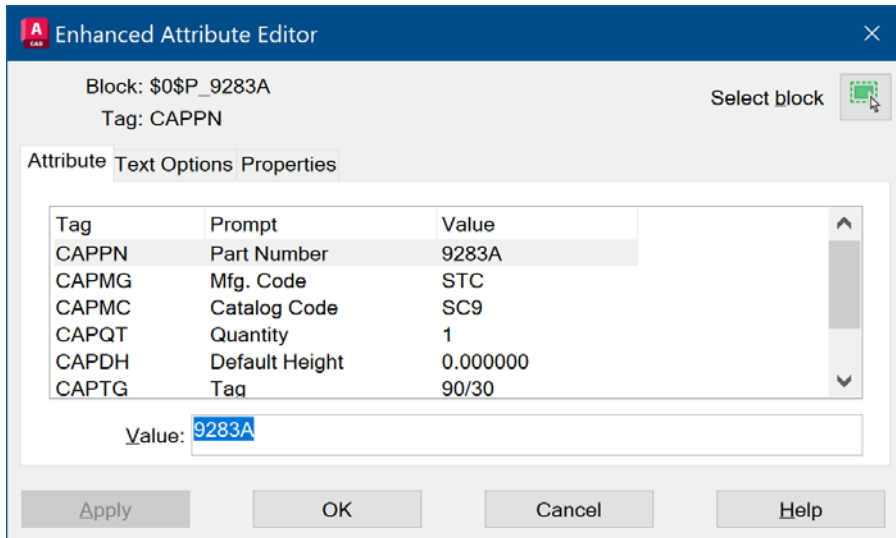 A CAD Enhanced Attribute Editor
Block: $0$P_9283A
Select block
Tag: CAPPN
Attribute Text Options Properties
Tag Prompt Value
CAPPN Part Number 9283A
CAPMG Mfg. Code STC
CAPMC Catalog Code SC9
CAPQT Quantity 1
CAPDH Default Height 0.000000
CAPTG Tag 90/30
Value: 9283A
Apply OK Cancel Help